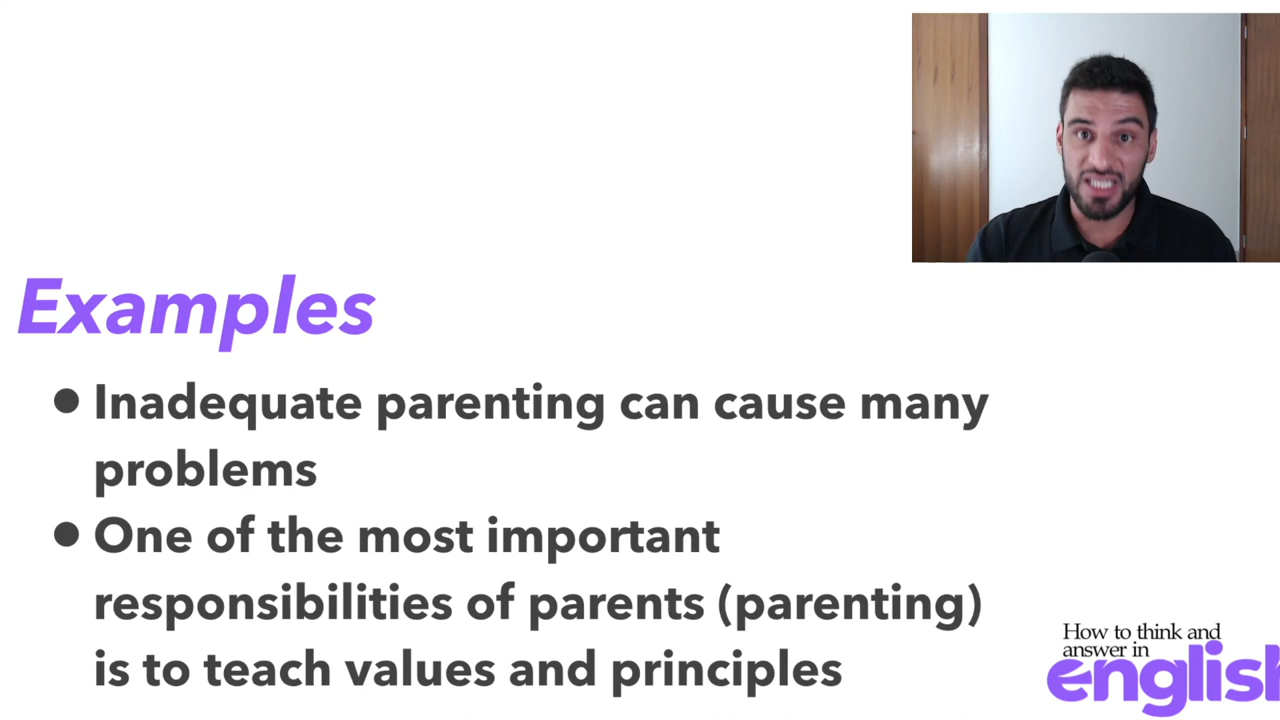 Examples
• Inadequate parenting can cause many
problems
• One of the most important
responsibilities of parents (parenting)
is to teach values and principles
How to think and
answer in
english